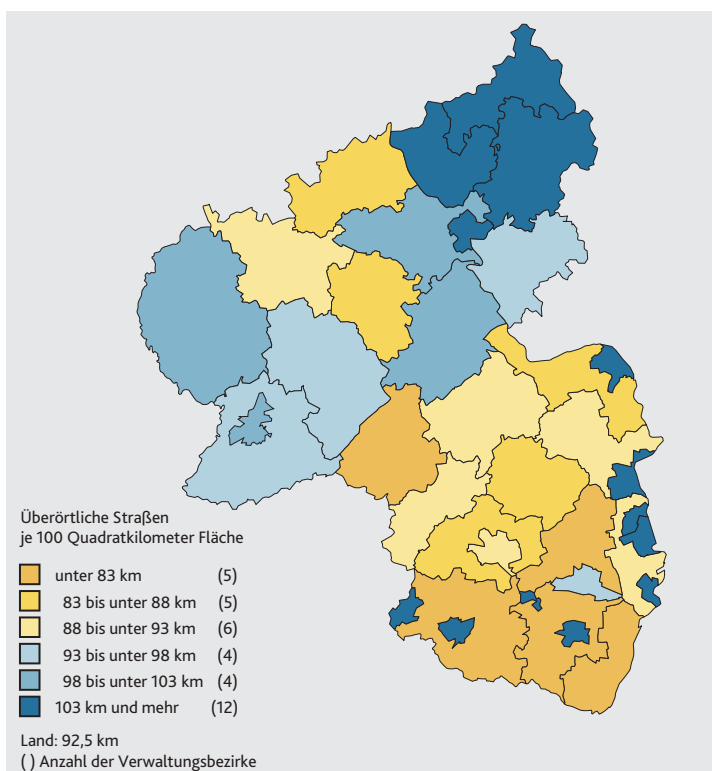 Überörtliche Straßen
je 100 Quadratkilometer Fläche
unter 83 km (5)
83 bis unter 88 km (5)
88 bis unter 93 km (6)
93 bis unter 98 km (4)
98 bis unter 103 km (4)
103 km und mehr (12)
Land: 92,5 km
( ) Anzahl der Verwaltungsbezirke